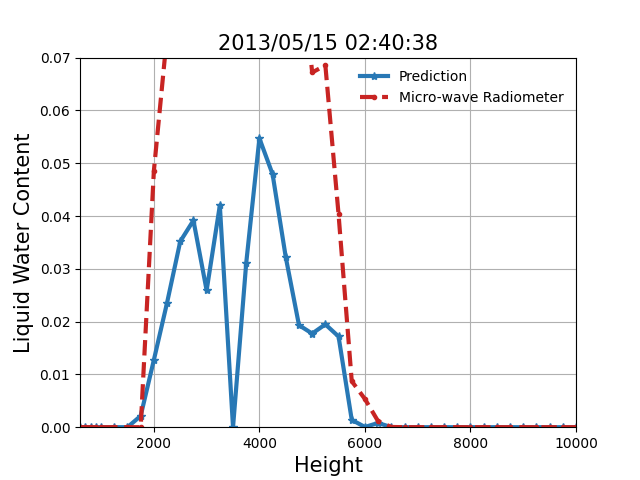 2013/05/15 02:40:38
0.07
0.06
0.05
0.04
0.03
0.02
0.01
0.00
Liquid Water Content
Prediction
Micro-wave Radiometer
2000 4000 6000 8000 10000
Height